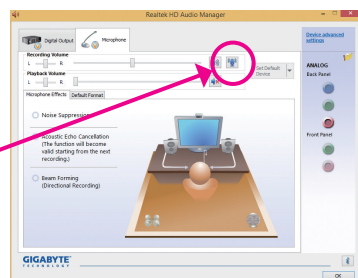 Realtek HD Audio Manager
Digital Output
Microphone
Device advanced
settings
Recording Volume
L
R
Set Default
Device
Playback Volume
L
R
ANALOG
Back Panel
Microphone Effects
Default Format
Noise Suppression
Acoustic Echo Cancellation
(The function will become
valid starting from the next
recording.)
Front Panel
Beam Forming
(Directional Recording)
GIGABYTE
TECHNOLOGY
OK